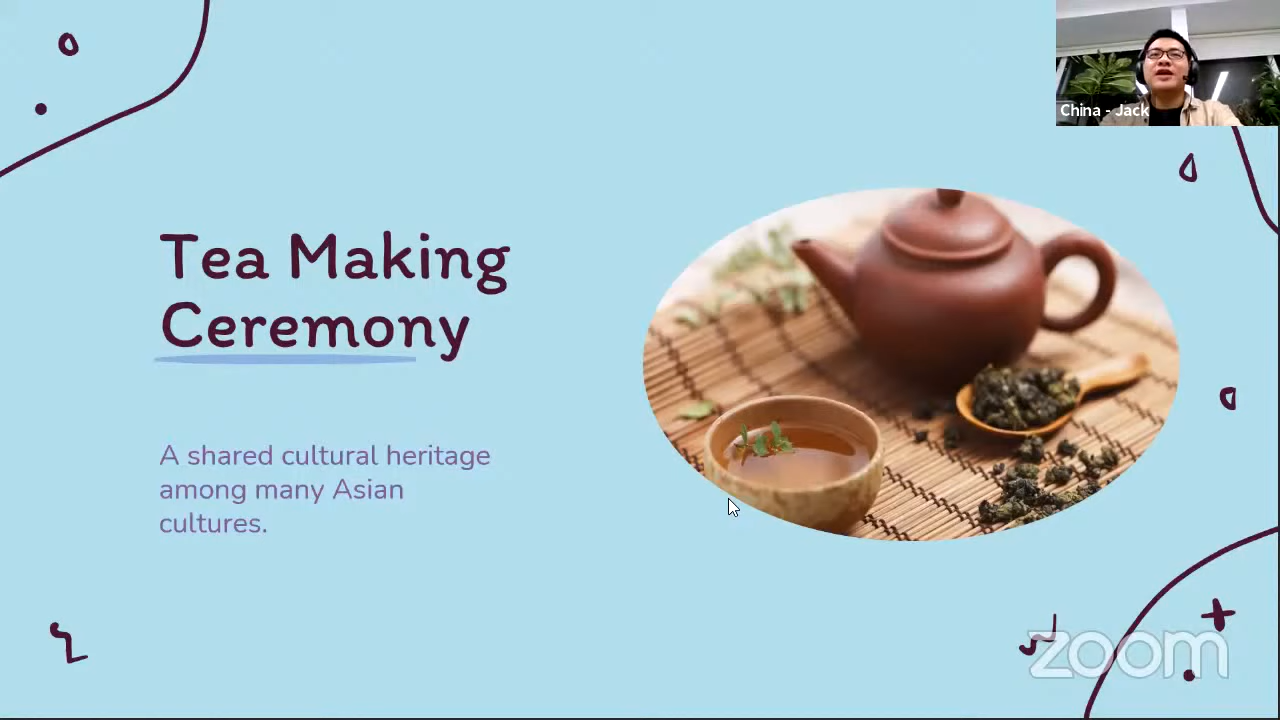 China - Jack
Tea Making
Ceremony
A shared cultural heritage
among many Asian
cultures.
zoom